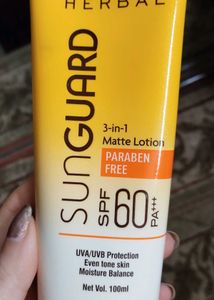 HERBAL
SUNGUARD
3-in-1
Matte Lotion
PARABEN
FREE
SPF 60 PA+++
UVA/UVB Protection
Even tone skin
Moisture Balance
Net Vol. 100ml